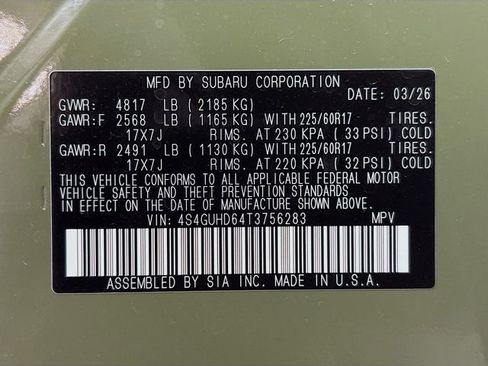 MFD BY SUBARU CORPORATION
DATE: 03/26
GVWR: 4817 LB (2185 KG)
GAWR:F 2568 LB (1165 KG) WITH 225/60R17 TIRES.
17X7J RIMS. AT 230 KPA (33 PSI) COLD
GAWR:R 2491 LB (1130 KG) WITH 225/60R17 TIRES.
17X7J RIMS. AT 220 KPA (32 PSI) COLD
THIS VEHICLE CONFORMS TO ALL APPLICABLE FEDERAL MOTOR
VEHICLE SAFETY AND THEFT PREVENTION STANDARDS
IN EFFECT ON THE DATE OF MANUFACTURE SHOWN ABOVE.
VIN: 4S4GUHD64T3756283 MPV
ASSEMBLED BY SIA INC. MADE IN U.S.A.